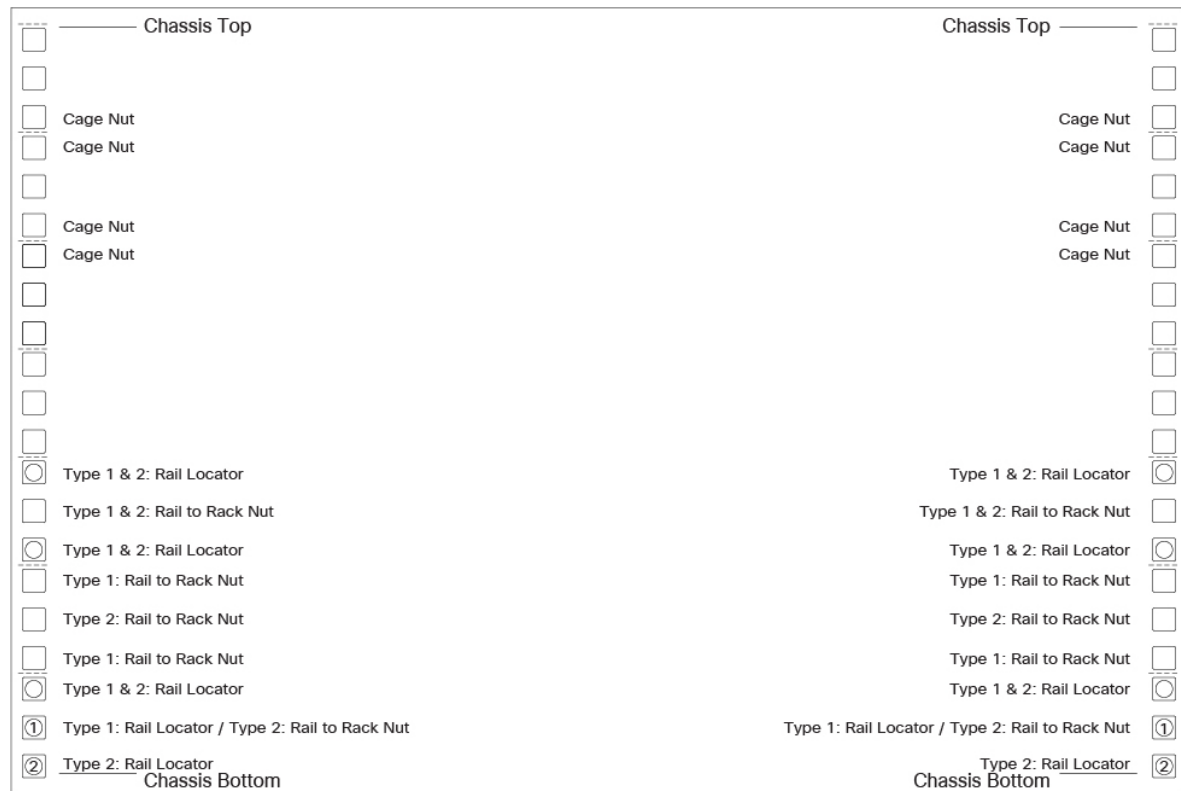 Chassis Top Chassis Top
Cage Nut Cage Nut
Cage Nut Cage Nut
Cage Nut Cage Nut
Cage Nut Cage Nut
Type 1 & 2: Rail Locator Type 1 & 2: Rail Locator
Type 1 & 2: Rail to Rack Nut Type 1 & 2: Rail to Rack Nut
Type 1 & 2: Rail Locator Type 1 & 2: Rail Locator
Type 1: Rail to Rack Nut Type 1: Rail to Rack Nut
Type 2: Rail to Rack Nut Type 2: Rail to Rack Nut
Type 1: Rail to Rack Nut Type 1: Rail to Rack Nut
Type 1 & 2: Rail Locator Type 1 & 2: Rail Locator
① Type 1: Rail Locator / Type 2: Rail to Rack Nut Type 1: Rail Locator / Type 2: Rail to Rack Nut ①
② Type 2: Rail Locator Type 2: Rail Locator ②
Chassis Bottom Chassis Bottom